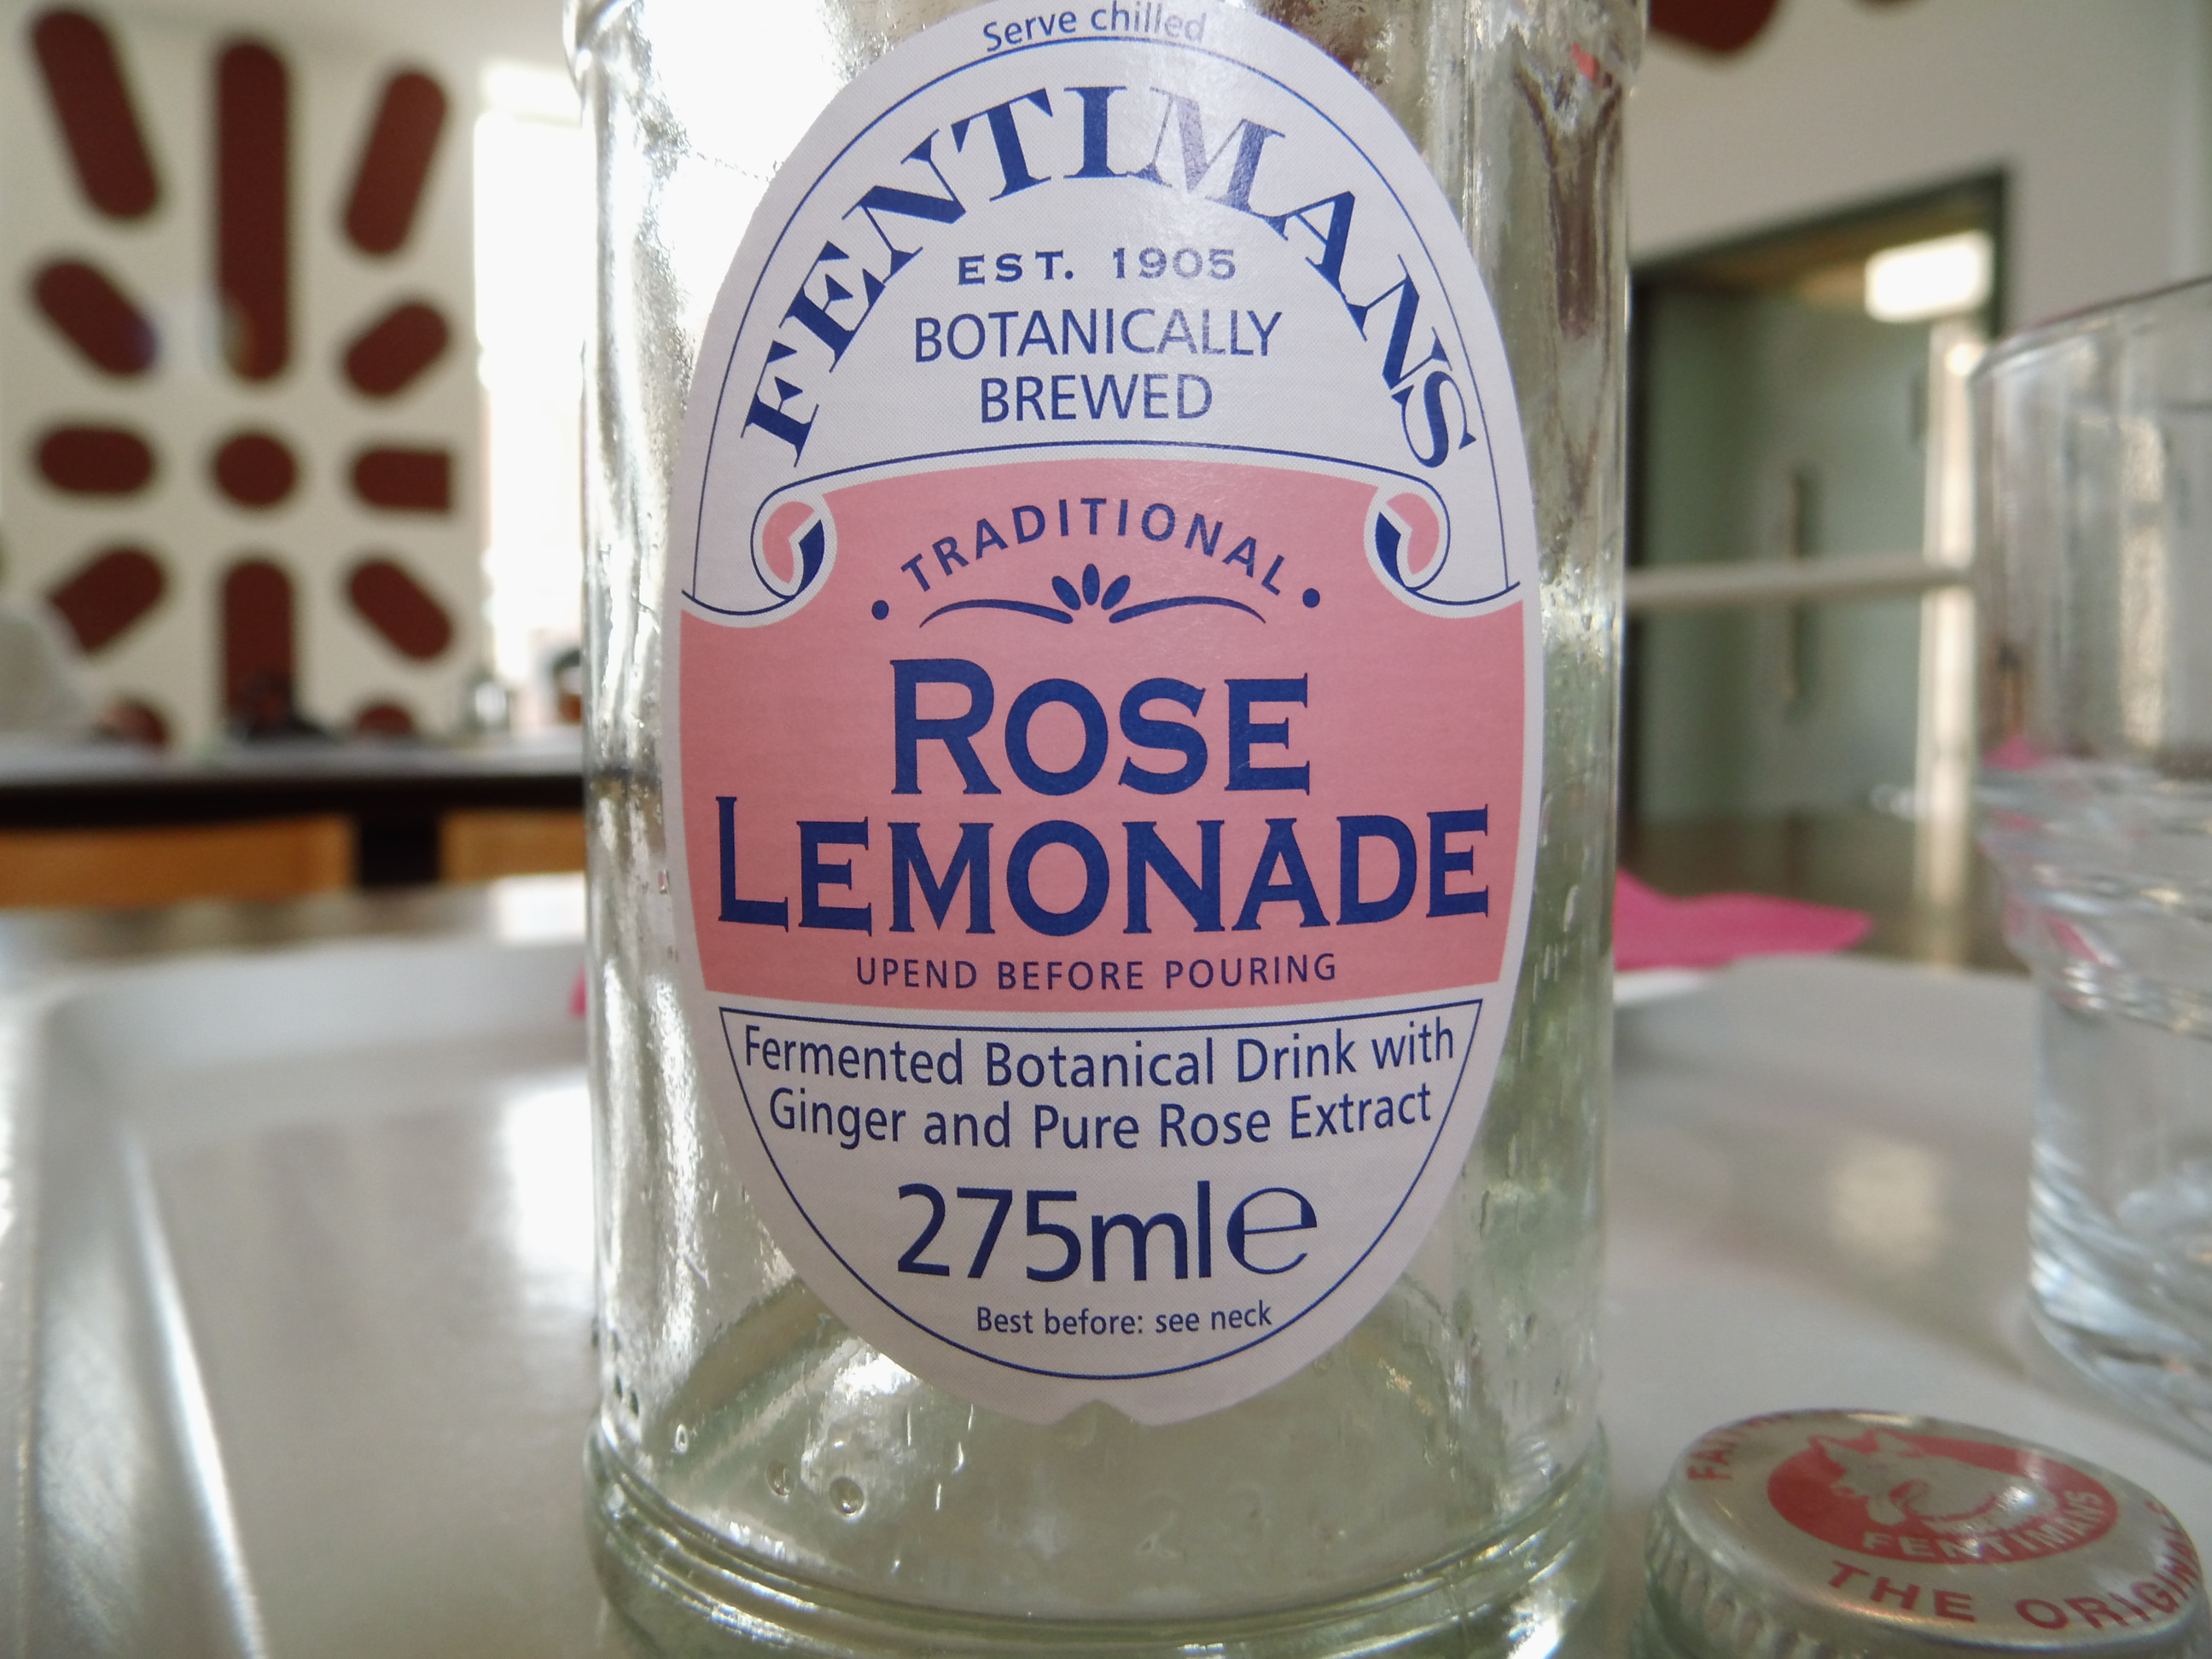 Serve chilled
FENTIMANS
EST. 1905
BOTANICALLY
BREWED
• TRADITIONAL •
ROSE
LEMONADE
UPEND BEFORE POURING
Fermented Botanical Drink with
Ginger and Pure Rose Extract
275ml℮
Best before: see neck
FENTIMANS
THE ORIGINAL